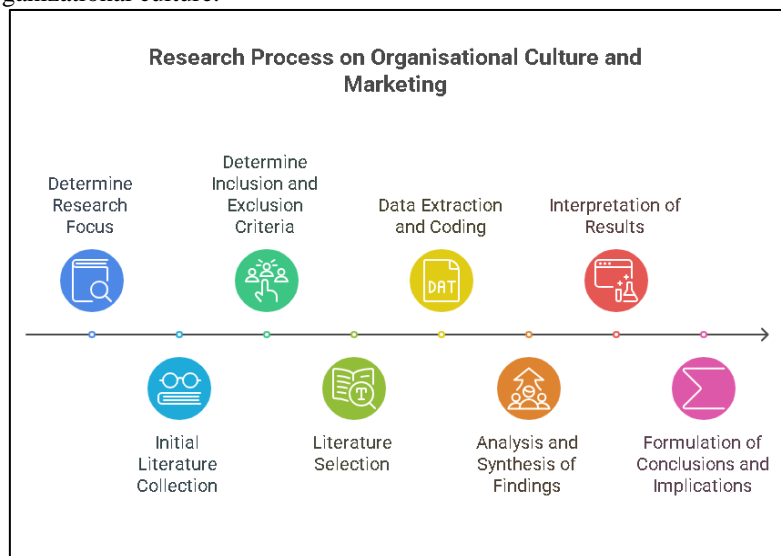 ganizational culture.
Research Process on Organisational Culture and
Marketing
Determine
Research
Focus
Initial
Literature
Collection
Determine
Inclusion and
Exclusion
Criteria
Literature
Selection
Data Extraction
and Coding
DAT
Analysis and
Synthesis of
Findings
Interpretation of
Results
Formulation of
Conclusions and
Implications